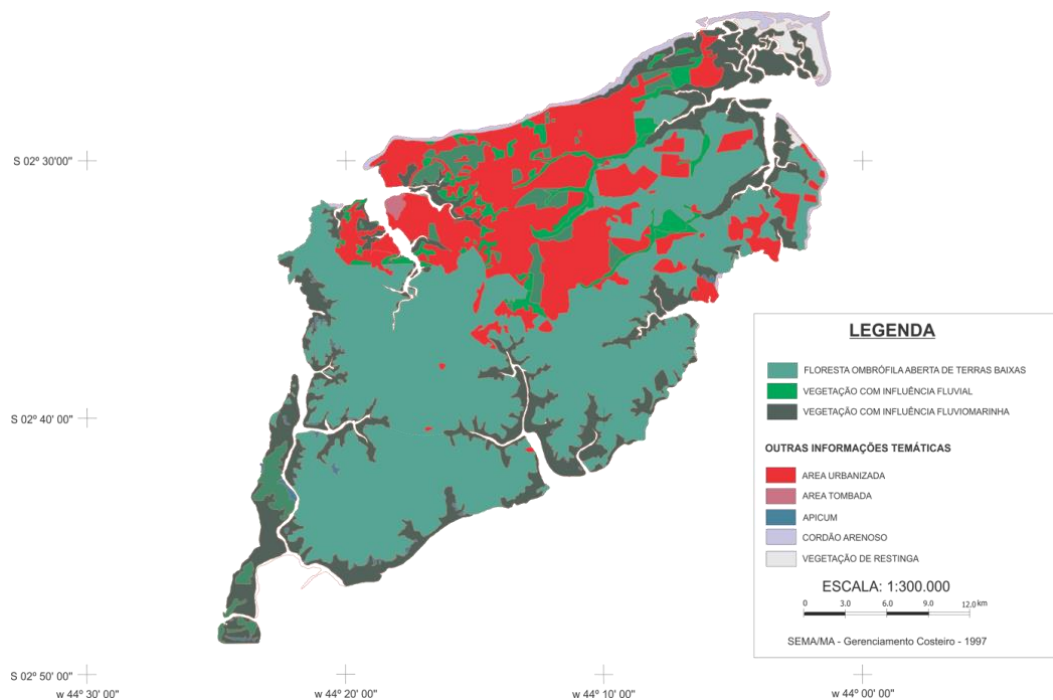 S 02º 30'00"
S 02º 40' 00"
S 02º 50' 00"
w 44º 30' 00"
w 44º 20' 00"
w 44º 10' 00"
w 44º 00' 00"
LEGENDA
FLORESTA OMBRÓFILA ABERTA DE TERRAS BAIXAS
VEGETAÇÃO COM INFLUÊNCIA FLUVIAL
VEGETAÇÃO COM INFLUÊNCIA FLUVIOMARINHA
OUTRAS INFORMAÇÕES TEMÁTICAS
AREA URBANIZADA
AREA TOMBADA
APICUM
CORDÃO ARENOSO
VEGETAÇÃO DE RESTINGA
ESCALA: 1:300.000
0 3.0 6.0 9.0 12.0 km
SEMA/MA - Gerenciamento Costeiro - 1997